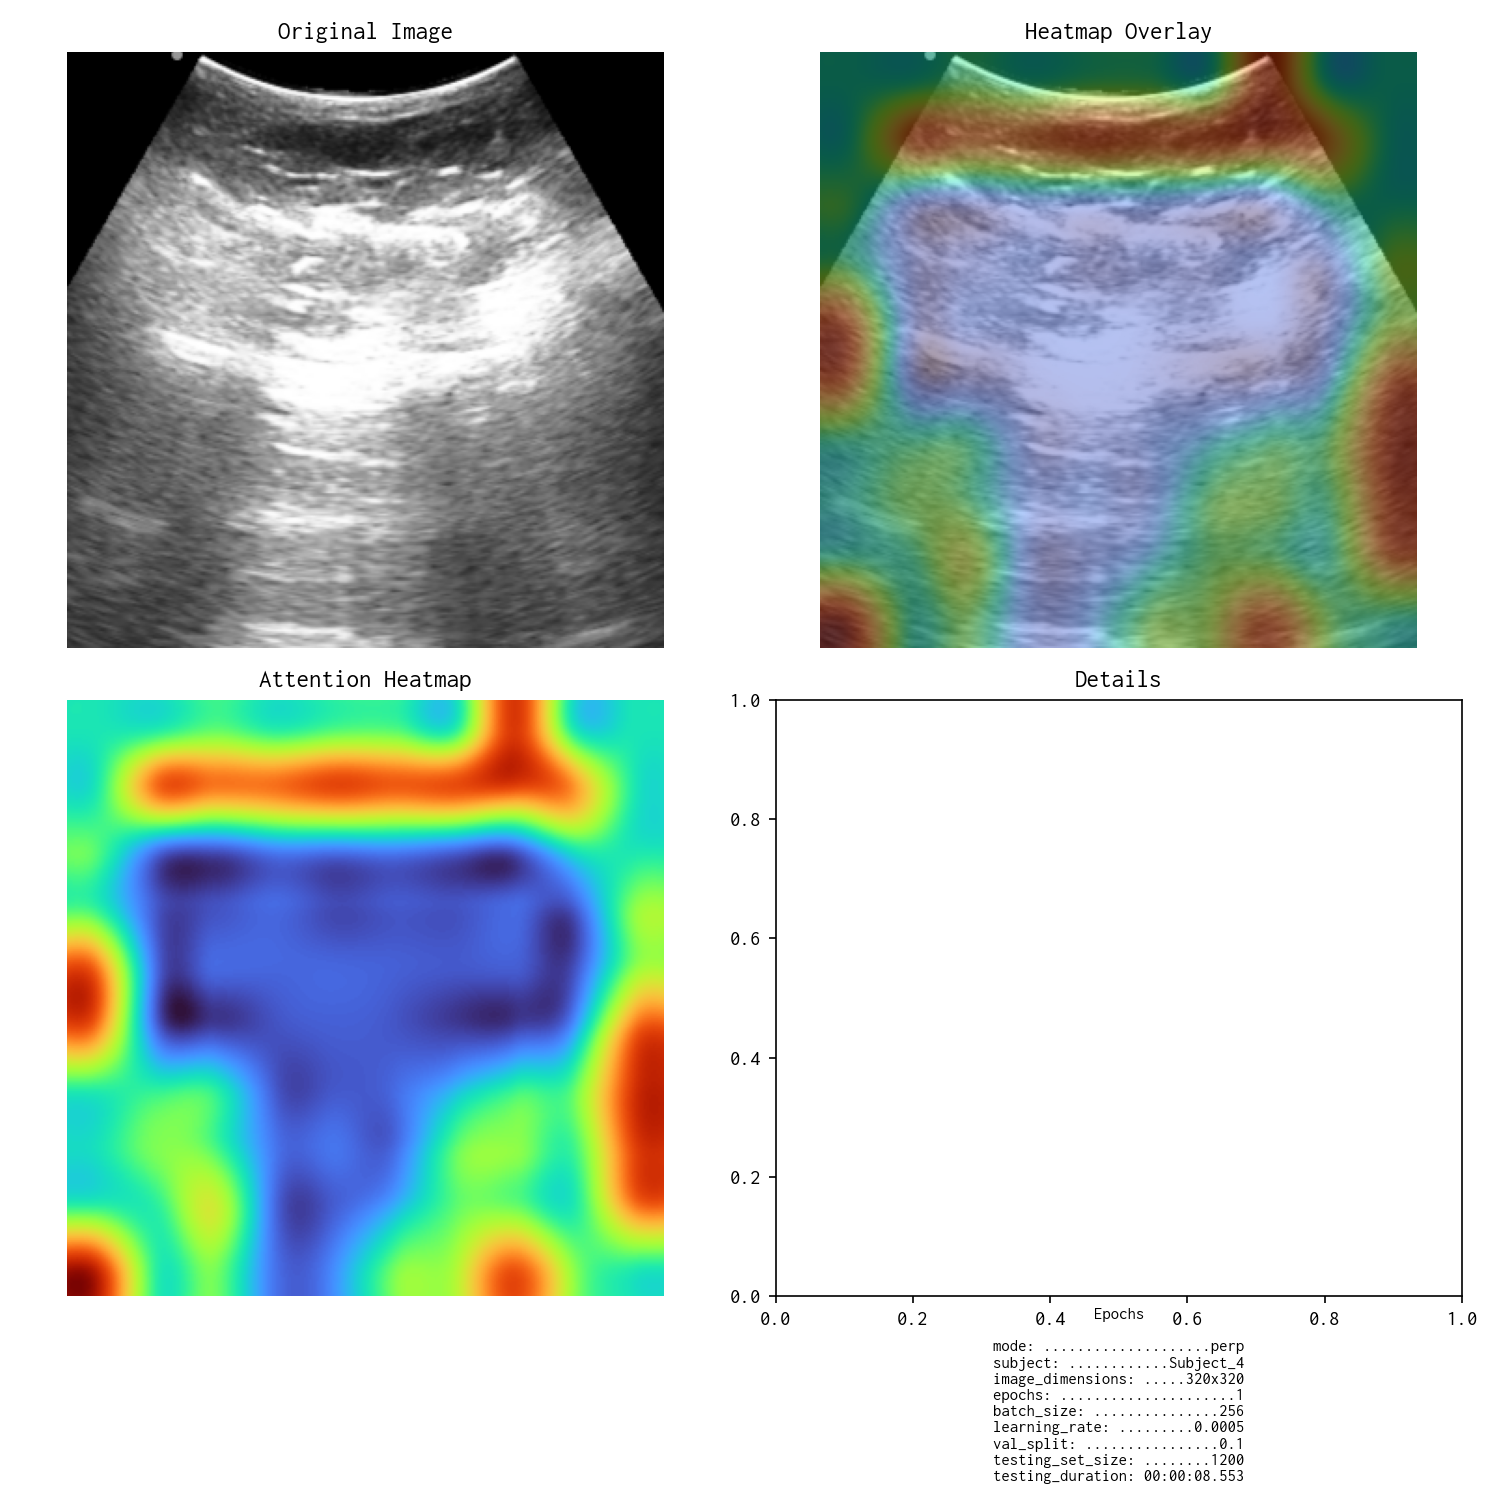 Original Image
Heatmap Overlay
Attention Heatmap
Details
1.0
0.8
0.6
0.4
0.2
0.0
0.0 0.2 0.4 0.6 0.8 1.0
Epochs
mode: ....................perp
subject: ............Subject_4
image_dimensions: .....320x320
epochs: .....................1
batch_size: ...............256
learning_rate: .........0.0005
val_split: ................0.1
testing_set_size: ........1200
testing_duration: 00:00:08.553